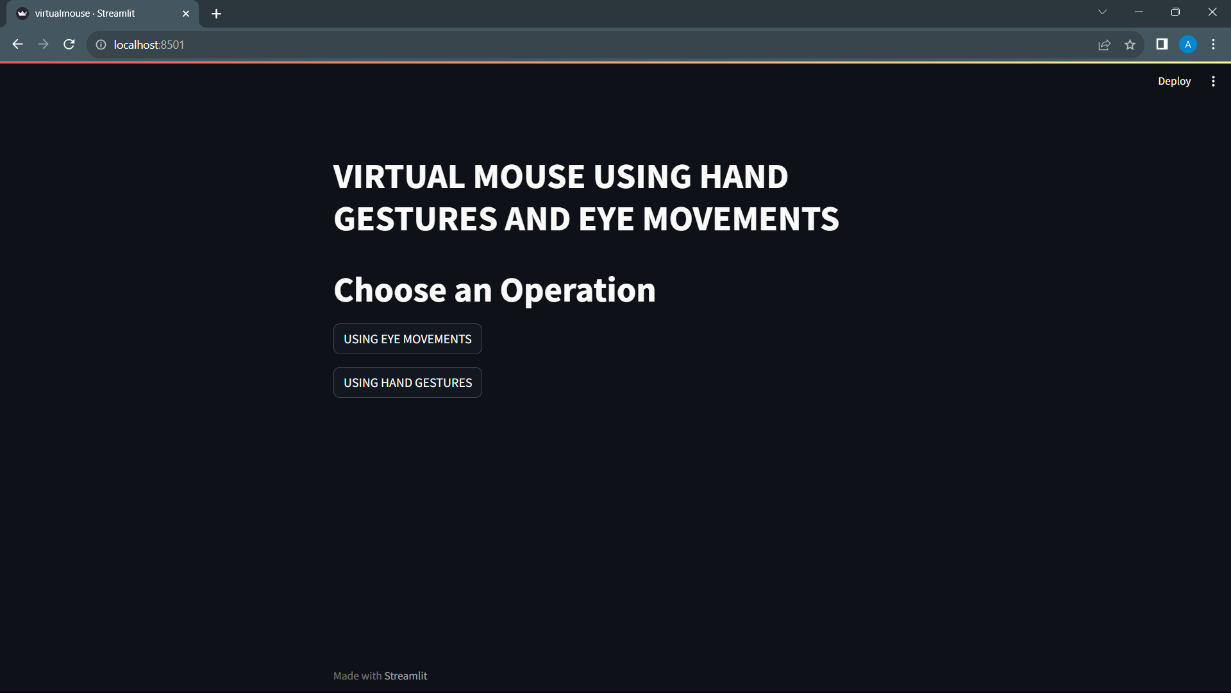 virtualmouse · Streamlit
localhost:8501
A
Deploy
VIRTUAL MOUSE USING HAND
GESTURES AND EYE MOVEMENTS
Choose an Operation
USING EYE MOVEMENTS
USING HAND GESTURES
Made with Streamlit